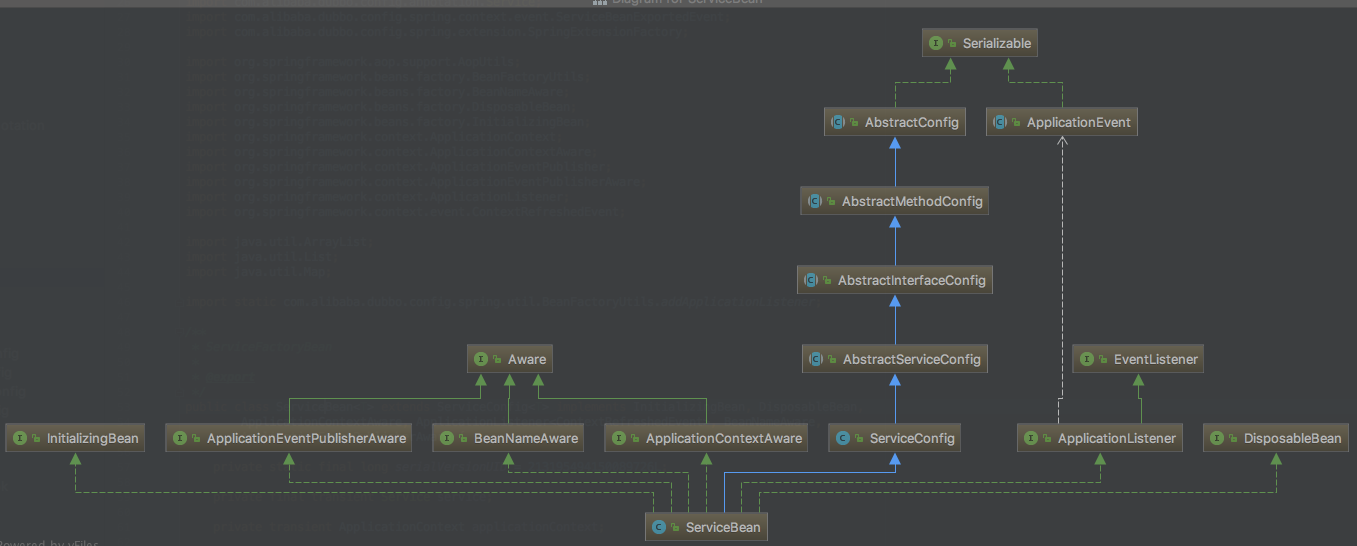 Diagram for ServiceBean
Serializable
AbstractConfig
ApplicationEvent
AbstractMethodConfig
AbstractInterfaceConfig
Aware
AbstractServiceConfig
EventListener
InitializingBean
ApplicationEventPublisherAware
BeanNameAware
ApplicationContextAware
ServiceConfig
ApplicationListener
DisposableBean
ServiceBean
Powered by yFiles